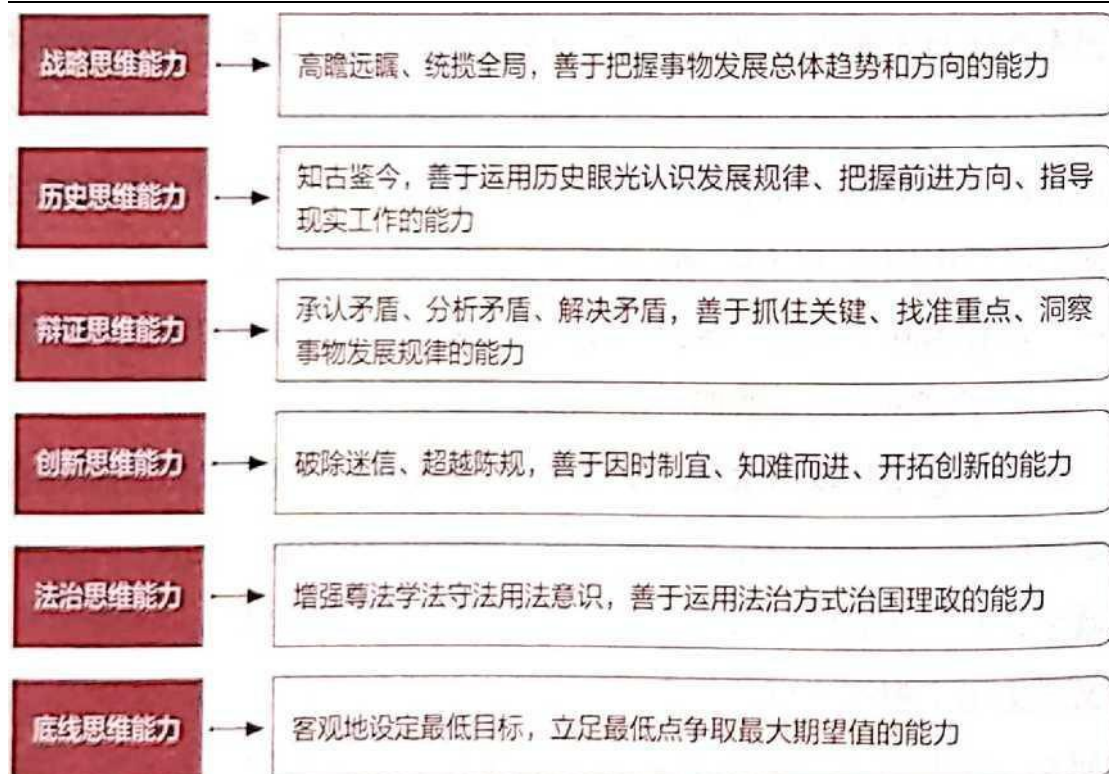 战略思维能力
高瞻远瞩、统揽全局，善于把握事物发展总体趋势和方向的能力
历史思维能力
知古鉴今，善于运用历史眼光认识发展规律、把握前进方向、指导
现实工作的能力
辩证思维能力
承认矛盾、分析矛盾、解决矛盾，善于抓住关键、找准重点、洞察
事物发展规律的能力
创新思维能力
破除迷信、超越陈规，善于因时制宜、知难而进、开拓创新的能力
法治思维能力
增强尊法学法守法用法意识，善于运用法治方式治国理政的能力
底线思维能力
客观地设定最低目标，立足最低点争取最大期望值的能力